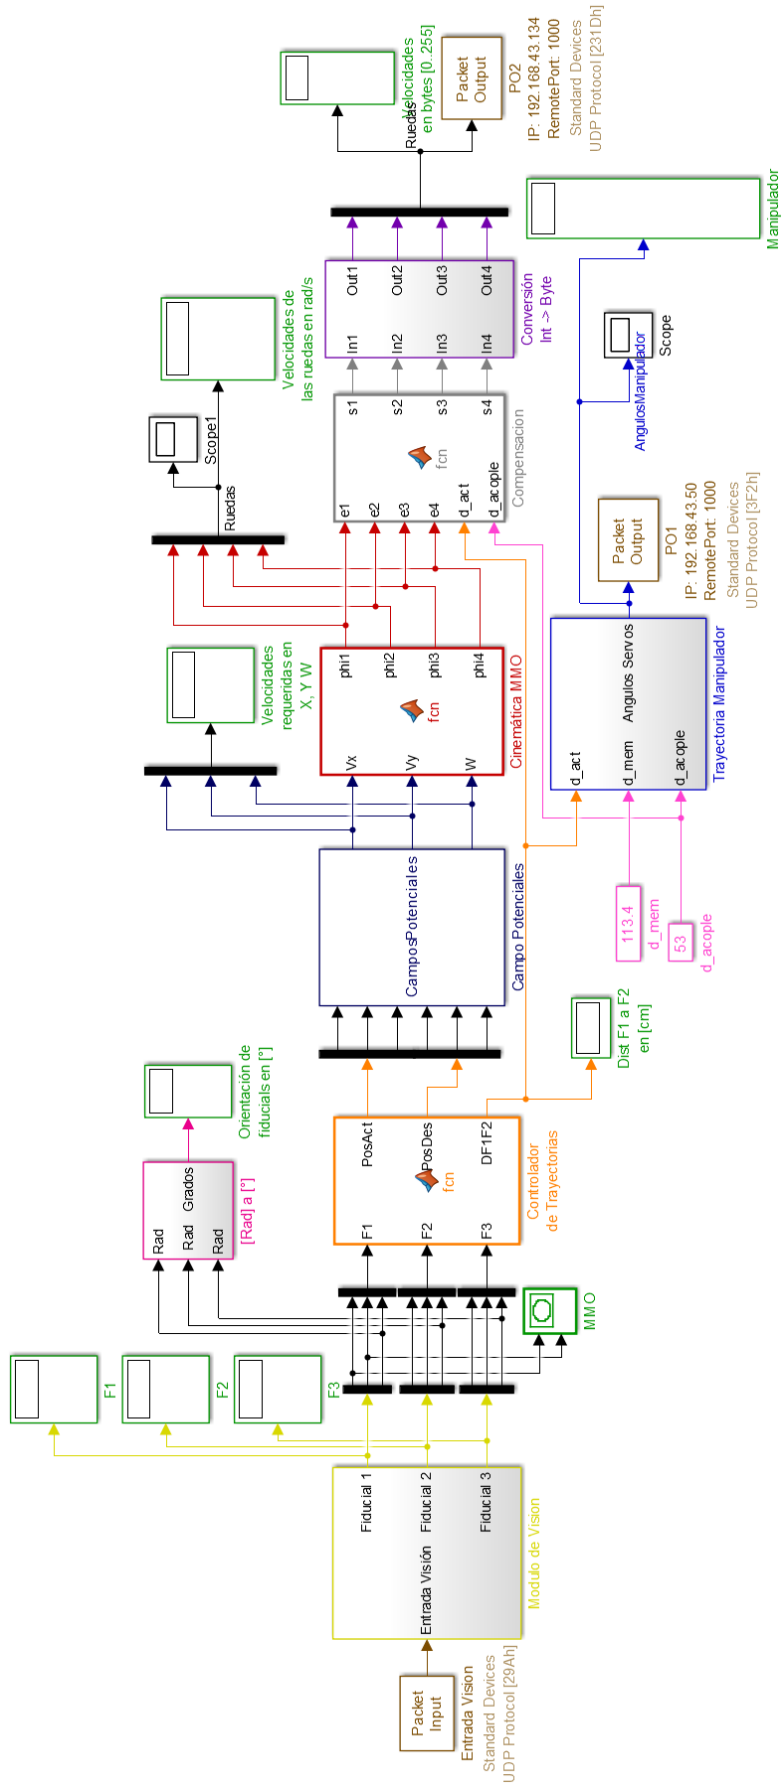 Packet
Input
Entrada Vision
Standard Devices
UDP Protocol [29Ah]
Entrada Visión
Fiducial 1
Fiducial 2
Fiducial 3
Modulo de Vision
F1
F2
F3
MMO
Rad
Rad
Rad
Grados
[Rad] a [°]
Orientación de
fiducials en [°]
F1
F2
F3
fcn
PosAct
PosDes
DF1F2
Controlador
de Trayectorias
Dist F1 a F2
en [cm]
CamposPotenciales
Campo Potenciales
113.4
d_mem
53
d_acople
Velocidades
requeridas en
X, Y W
Vx
Vy
W
fcn
phi1
phi2
phi3
phi4
Cinemática MMO
d_act
d_mem
d_acople
Angulos Servos
Trayectoria Manipulador
Ruedas
Scope1
Velocidades de
las ruedas en rad/s
e1
e2
e3
e4
d_act
d_acople
fcn
s1
s2
s3
s4
Compensacion
Packet
Output
PO1
IP: 192.168.43.50
RemotePort: 1000
Standard Devices
UDP Protocol [3F2h]
AngulosManipulador
Scope
In1
In2
In3
In4
Out1
Out2
Out3
Out4
Conversión
Int -> Byte
Manipulador
Ruedas
Velocidades
en bytes [0..255]
Packet
Output
PO2
IP: 192.168.43.134
RemotePort: 1000
Standard Devices
UDP Protocol [231Dh]